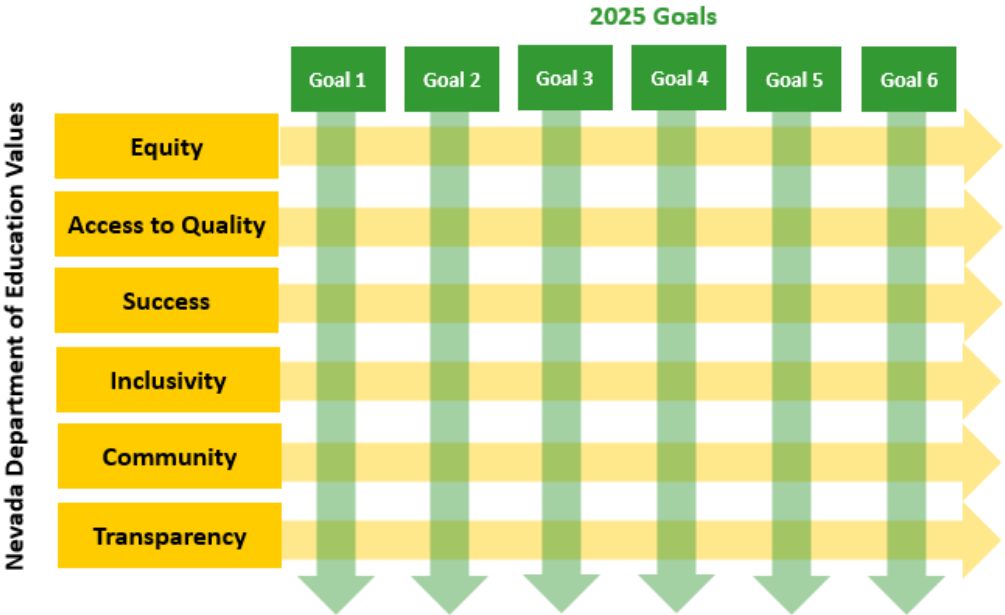 2025 Goals
Goal 1
Goal 2
Goal 3
Goal 4
Goal 5
Goal 6
Nevada Department of Education Values
Equity
Access to Quality
Success
Inclusivity
Community
Transparency